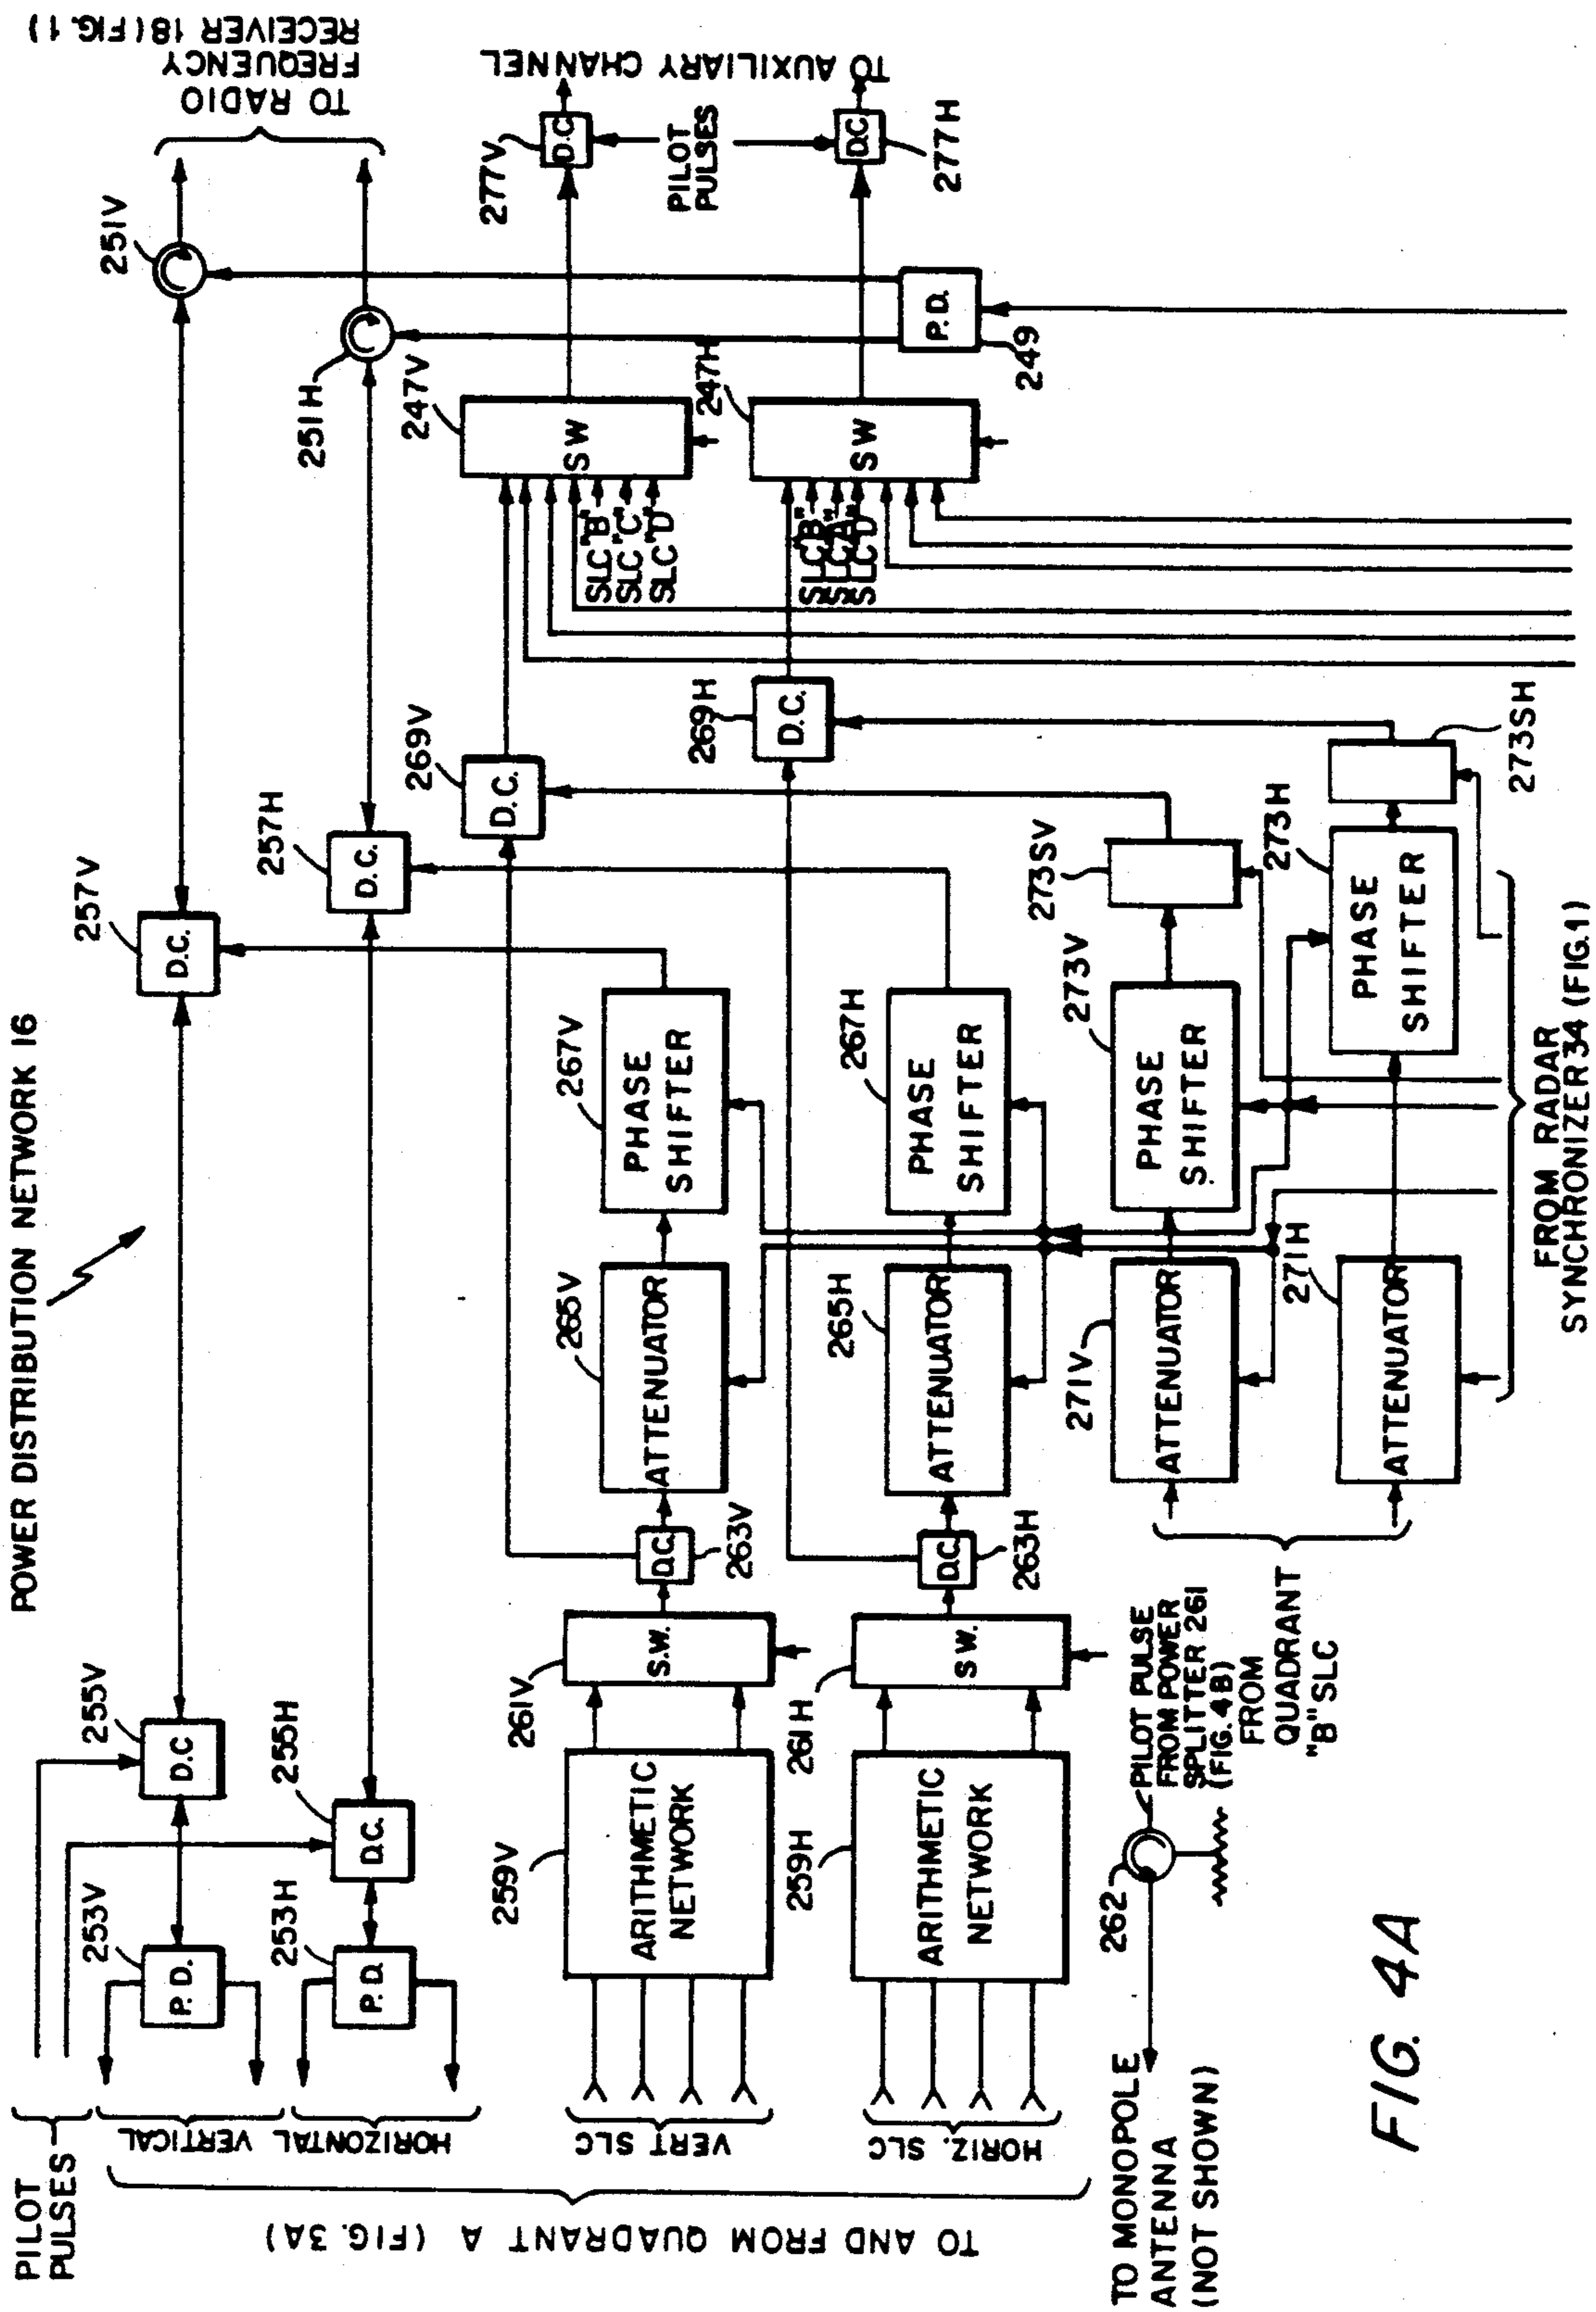 POWER DISTRIBUTION NETWORK 16
PILOT
PULSES
VERTICAL
HORIZONTAL
VERT SLC
HORIZ. SLC
TO AND FROM QUADRANT A (FIG. 3A)
253V
P.D.
253H
P.D.
255V
D.C
255H
D.C.
257V
D.C.
257H
D.C.
251V
251H
TO RADIO
FREQUENCY
RECEIVER 18 (FIG. 1)
259V
ARITHMETIC
NETWORK
261V
S.W.
D.C.
263V
265V
ATTENUATOR
267V
PHASE
SHIFTER
269V
D.C.
247V
SW
SLC "B"
SLC "C"
SLC "D"
277V
D.C
TO AUXILIARY CHANNEL
PILOT
PULSES
259H
ARITHMETIC
NETWORK
261H
SW.
D.C.
263H
265H
ATTENUATOR
267H
PHASE
SHIFTER
269H
D.C.
247H
SW
SLC "B"
SLC "A"
SLC "D"
D.C
277H
P.D.
249
271V
ATTENUATOR
273V
PHASE
SHIFTER
273SV
271H
ATTENUATOR
273H
PHASE
SHIFTER
273SH
262
PILOT PULSE
FROM POWER
SPLITTER 261
(FIG. 4B)
FROM
QUADRANT
"B" SLC
TO MONOPOLE
ANTENNA
(NOT SHOWN)
FROM RADAR
SYNCHRONIZER 34 (FIG.1)
FIG. 4A